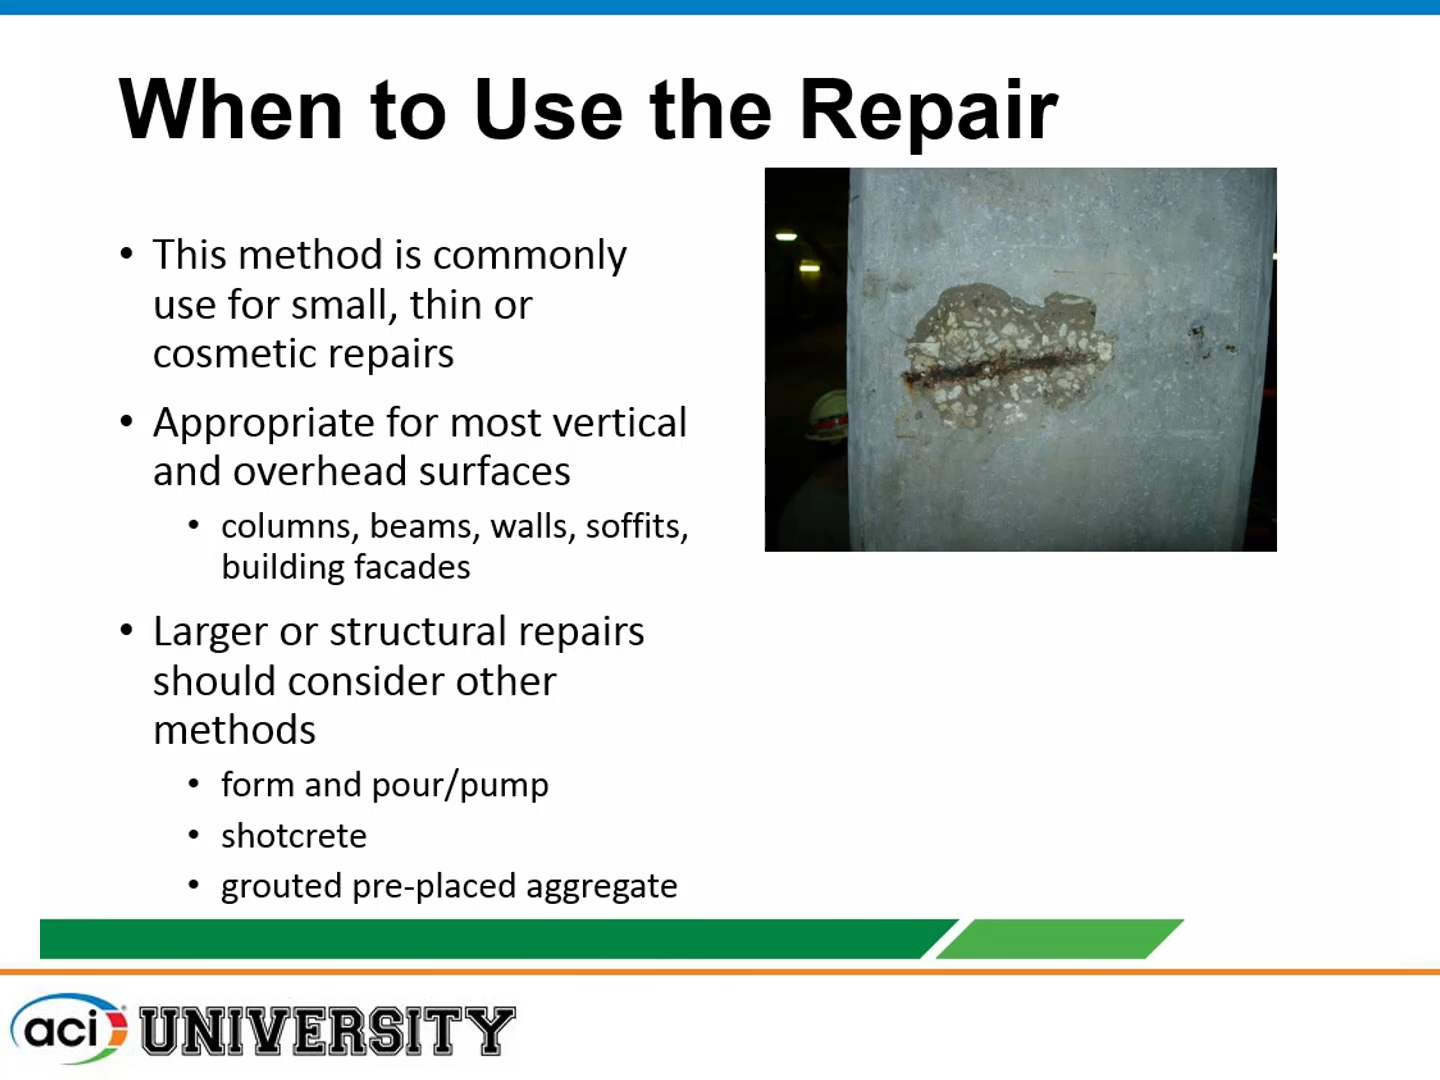 When to Use the Repair
• This method is commonly
use for small, thin or
cosmetic repairs
• Appropriate for most vertical
and overhead surfaces
• columns, beams, walls, soffits,
building facades
• Larger or structural repairs
should consider other
methods
• form and pour/pump
• shotcrete
• grouted pre-placed aggregate
aci UNIVERSITY